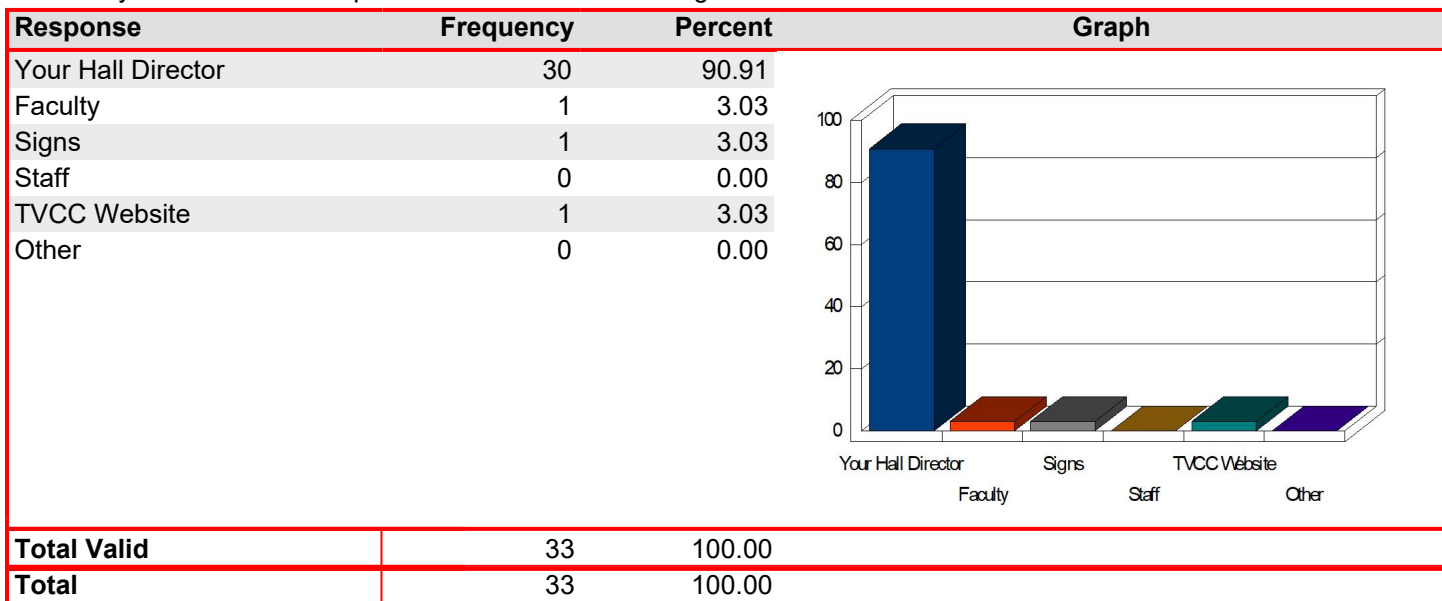 Response Frequency Percent Graph
Your Hall Director 30 90.91
Faculty 1 3.03
Signs 1 3.03
Staff 0 0.00
TVCC Website 1 3.03
Other 0 0.00
100
80
60
40
20
0
Your Hall Director Signs TVCC Website
Faculty Staff Other
Total Valid 33 100.00
Total 33 100.00